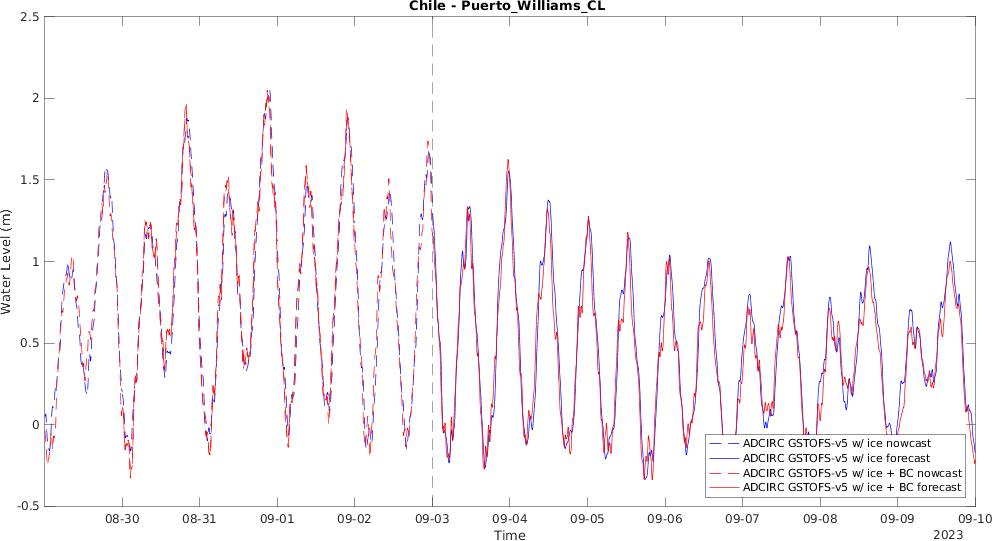 Chile - Puerto_Williams_CL
Water Level (m)
2.5
2
1.5
1
0.5
0
-0.5
ADCIRC GSTOFS-v5 w/ ice nowcast
ADCIRC GSTOFS-v5 w/ ice forecast
ADCIRC GSTOFS-v5 w/ ice + BC nowcast
ADCIRC GSTOFS-v5 w/ ice + BC forecast
08-30 08-31 09-01 09-02 09-03 09-04 09-05 09-06 09-07 09-08 09-09 09-10
Time
2023